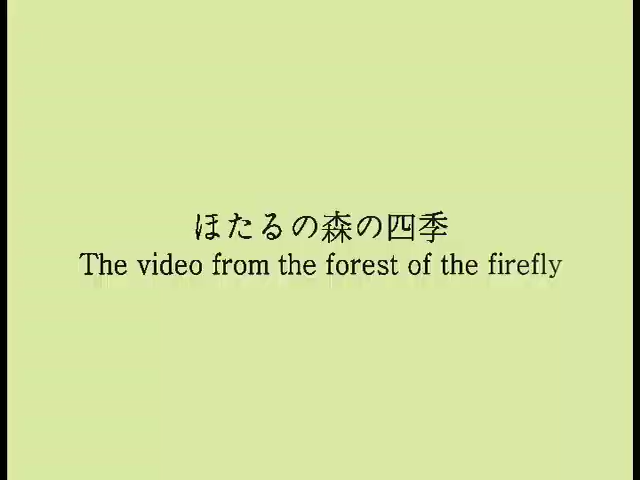 ほたるの森の四季
The video from the forest of the firefly